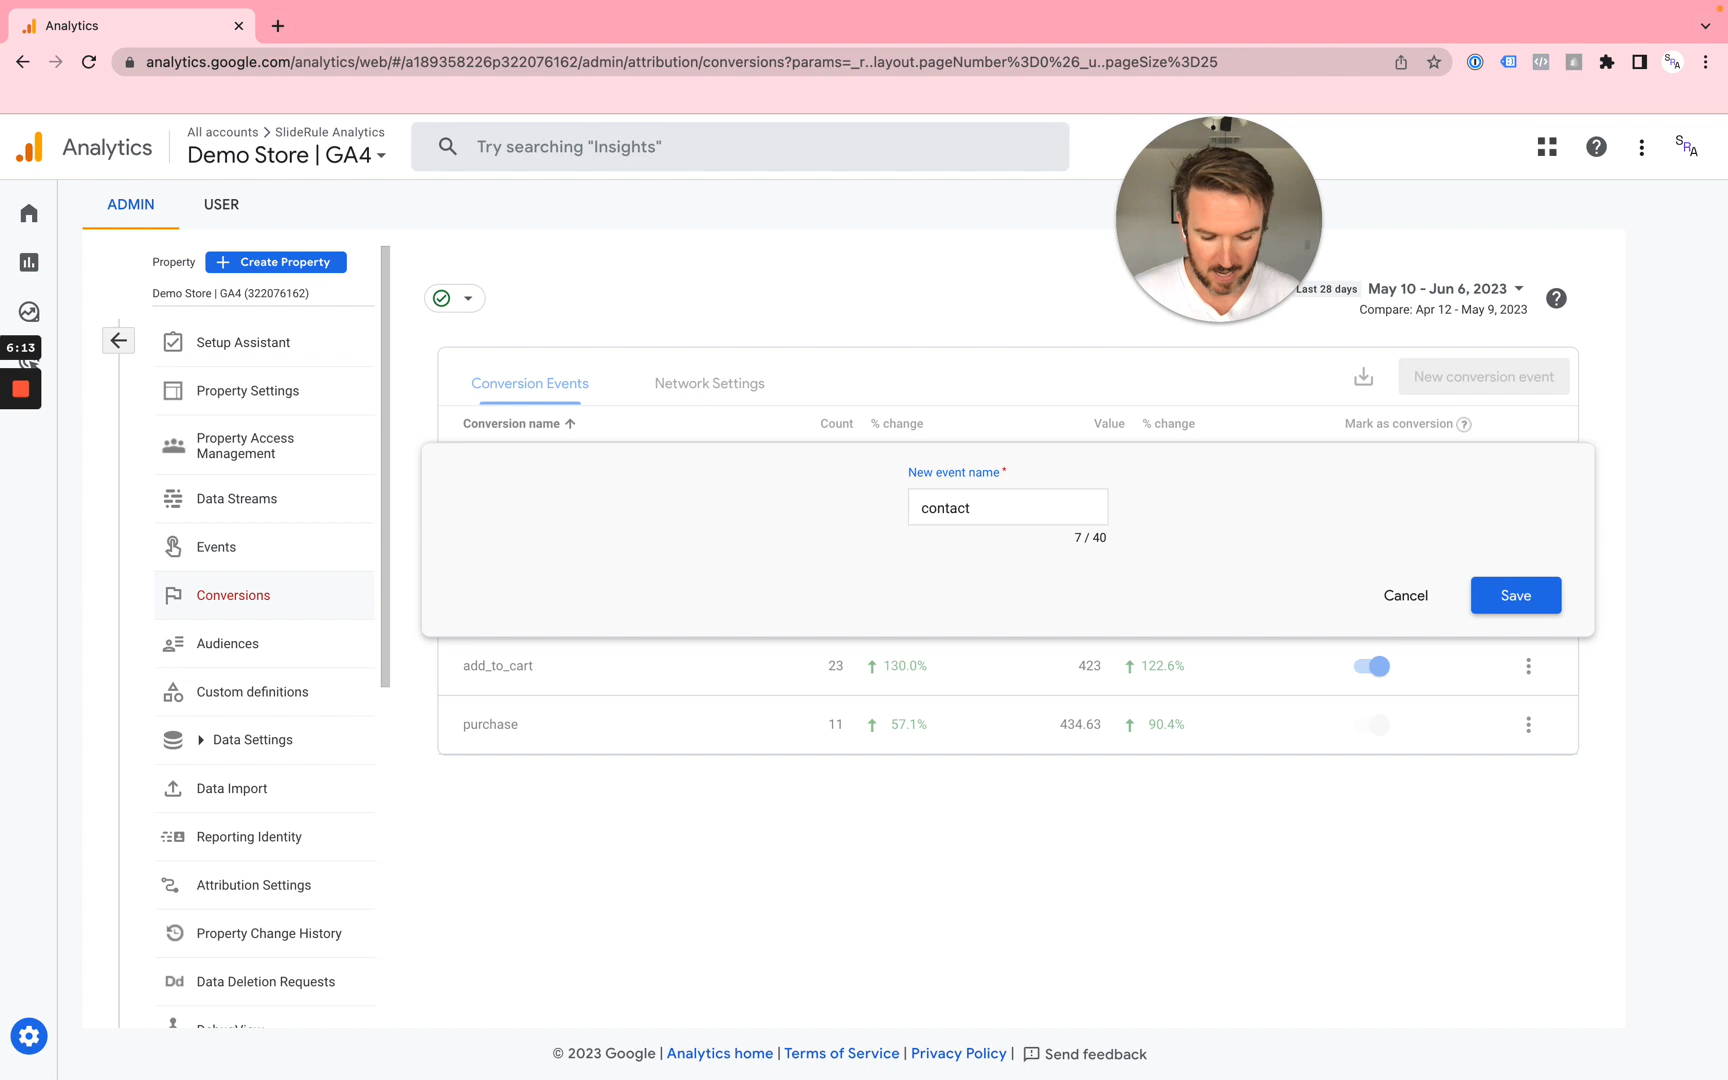 Analytics
analytics.google.com/analytics/web/#/a189358226p322076162/admin/attribution/conversions?params=_r..layout.pageNumber%3D0%26_u..pageSize%3D25
Analytics
All accounts > SlideRule Analytics
Demo Store | GA4
Try searching "Insights"
SRA
ADMIN
USER
Property
Create Property
Demo Store | GA4 (322076162)
Last 28 days
May 10 - Jun 6, 2023
Compare: Apr 12 - May 9, 2023
6:13
Setup Assistant
Property Settings
Property Access
Management
Data Streams
Events
Conversions
Audiences
Custom definitions
Data Settings
Data Import
Reporting Identity
Attribution Settings
Property Change History
Dd Data Deletion Requests
Conversion Events
Network Settings
New conversion event
Conversion name
Count
% change
Value
% change
Mark as conversion
New event name*
contact
7 / 40
Cancel
Save
add_to_cart 23 130.0% 423 122.6%
purchase 11 57.1% 434.63 90.4%
© 2023 Google | Analytics home | Terms of Service | Privacy Policy | Send feedback